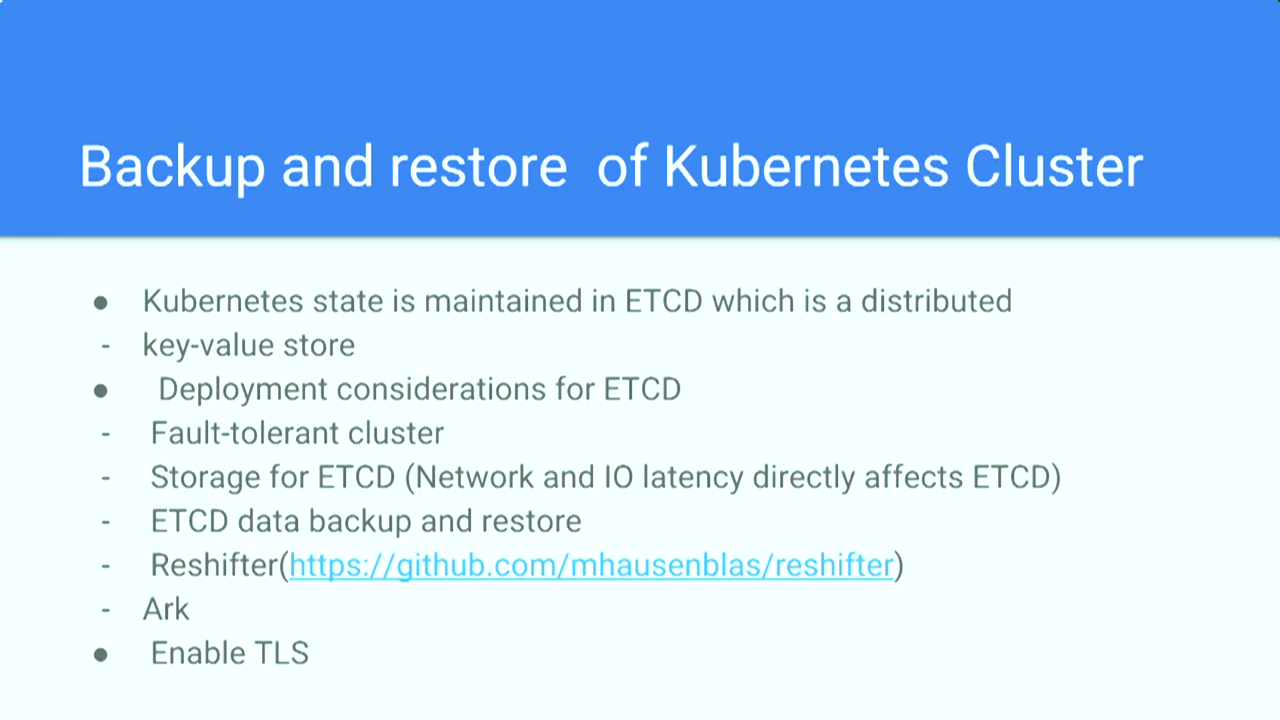 Backup and restore  of Kubernetes Cluster
● Kubernetes state is maintained in ETCD which is a distributed
- key-value store
● Deployment considerations for ETCD
- Fault-tolerant cluster
- Storage for ETCD (Network and IO latency directly affects ETCD)
- ETCD data backup and restore
- Reshifter(https://github.com/mhausenblas/reshifter)
- Ark
● Enable TLS